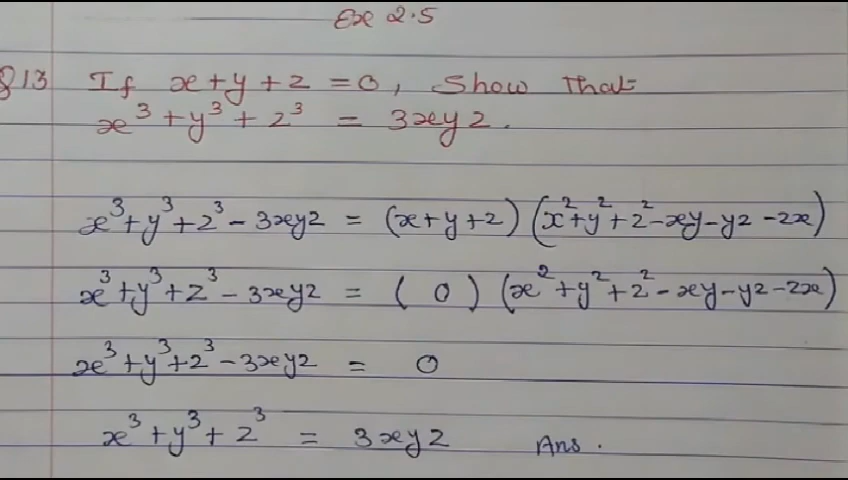 Ex 2.5
Q13 If x+y+z=0, Show That
x³+y³+z³ = 3xyz.
x³+y³+z³-3xyz = (x+y+z)(x²+y²+z²-xy-yz-zx)
x³+y³+z³-3xyz = ( 0 ) (x²+y²+z²-xy-yz-zx)
x³+y³+z³-3xyz = 0
x³+y³+z³ = 3xyz Ans.